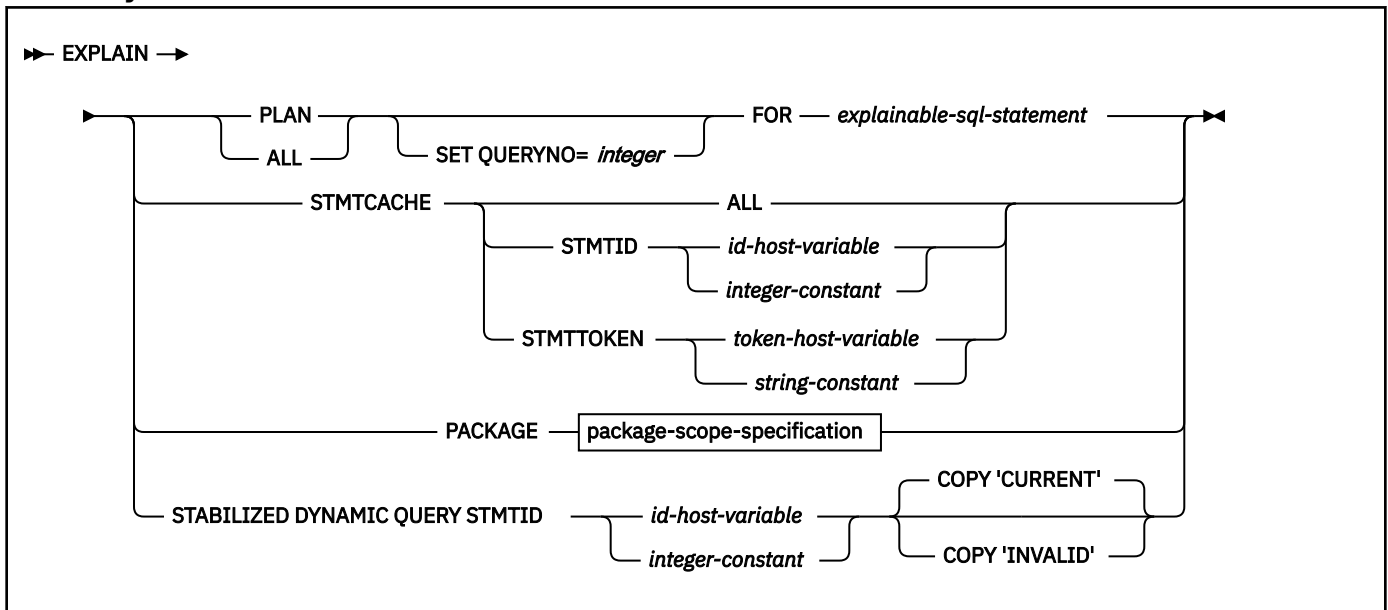 EXPLAIN
PLAN FOR explainable-sql-statement
ALL SET QUERYNO= integer
STMTCACHE ALL
STMTID id-host-variable
integer-constant
STMTTOKEN token-host-variable
string-constant
PACKAGE package-scope-specification
COPY 'CURRENT'
STABILIZED DYNAMIC QUERY STMTID id-host-variable
integer-constant COPY 'INVALID'